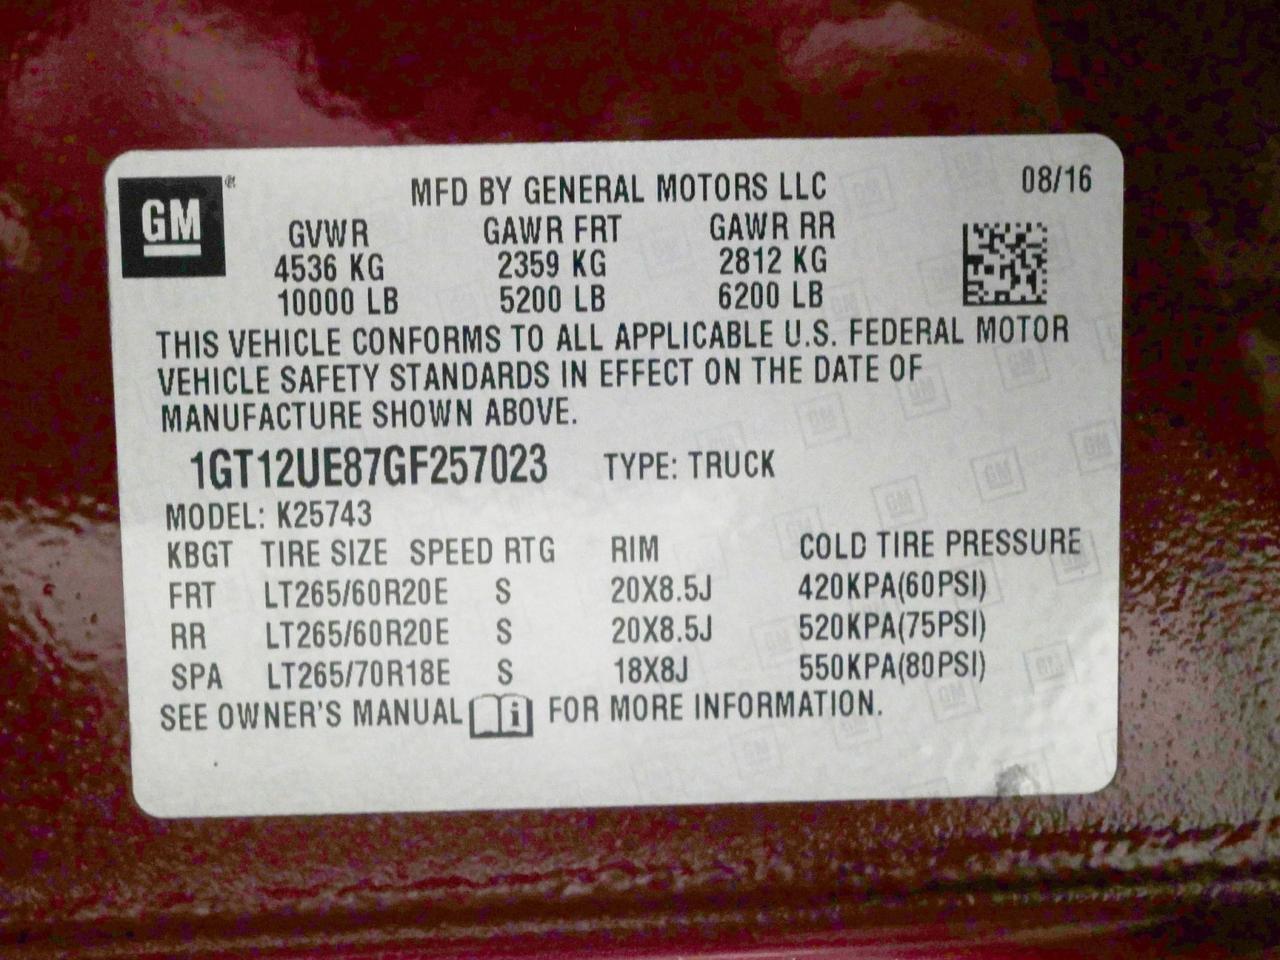 GM
MFD BY GENERAL MOTORS LLC 08/16
GVWR GAWR FRT GAWR RR
4536 KG 2359 KG 2812 KG
10000 LB 5200 LB 6200 LB
THIS VEHICLE CONFORMS TO ALL APPLICABLE U.S. FEDERAL MOTOR
VEHICLE SAFETY STANDARDS IN EFFECT ON THE DATE OF
MANUFACTURE SHOWN ABOVE.
1GT12UE87GF257023 TYPE: TRUCK
MODEL: K25743
KBGT TIRE SIZE SPEED RTG RIM COLD TIRE PRESSURE
FRT LT265/60R20E S 20X8.5J 420KPA(60PSI)
RR LT265/60R20E S 20X8.5J 520KPA(75PSI)
SPA LT265/70R18E S 18X8J 550KPA(80PSI)
SEE OWNER'S MANUAL i FOR MORE INFORMATION.